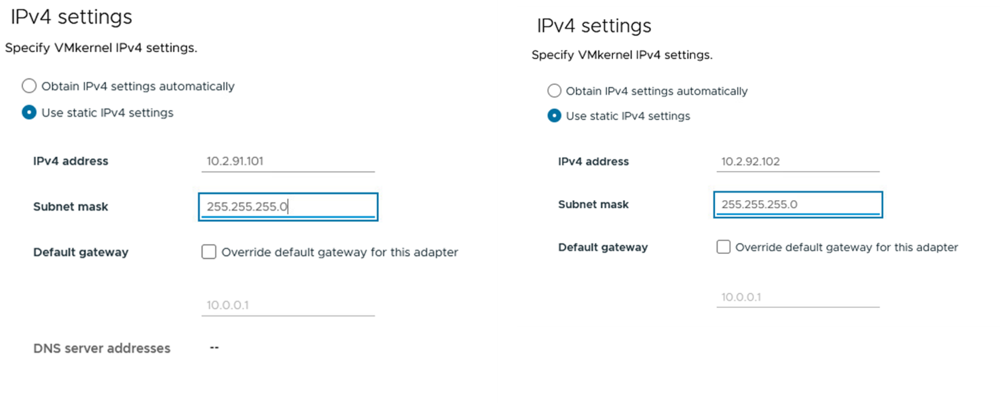 IPv4 settings
Specify VMkernel IPv4 settings.
Obtain IPv4 settings automatically
Use static IPv4 settings
IPv4 address 10.2.91.101
Subnet mask 255.255.255.0
Default gateway Override default gateway for this adapter
10.0.0.1
DNS server addresses --
IPv4 settings
Specify VMkernel IPv4 settings.
Obtain IPv4 settings automatically
Use static IPv4 settings
IPv4 address 10.2.92.102
Subnet mask 255.255.255.0
Default gateway Override default gateway for this adapter
10.0.0.1